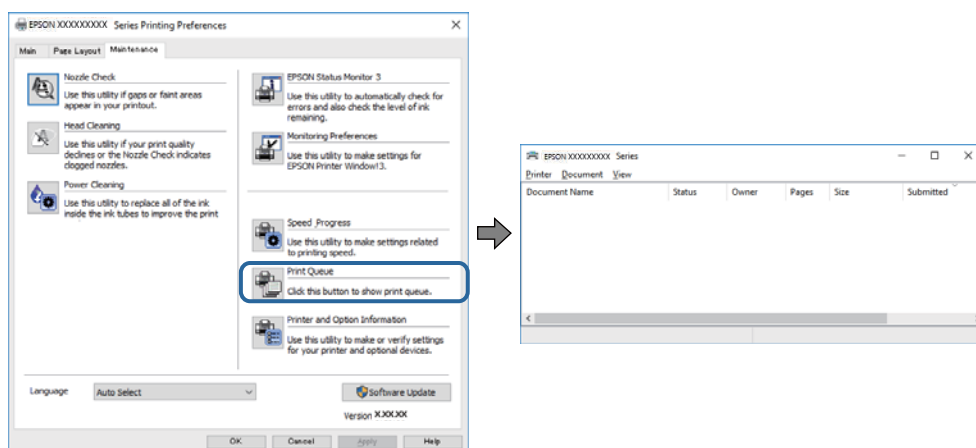 EPSON XXXXXXXXX Series Printing Preferences
Main Page Layout Maintenance
Nozzle Check
Use this utility if gaps or faint areas
appear in your printout.
Head Cleaning
Use this utility if your print quality
declines or the Nozzle Check indicates
clogged nozzles.
Power Cleaning
Use this utility to replace all of the ink
inside the ink tubes to improve the print
EPSON Status Monitor 3
Use this utility to automatically check for
errors and also check the level of ink
remaining.
Monitoring Preferences
Use this utility to make settings for
EPSON Printer Window!3.
Speed Progress
Use this utility to make settings related
to printing speed.
Print Queue
Click this button to show print queue.
Printer and Option Information
Use this utility to make or verify settings
for your printer and optional devices.
Language Auto Select
Software Update
Version X.XX.XX
OK Cancel Apply Help
EPSON XXXXXXXXX Series
Printer Document View
Document Name Status Owner Pages Size Submitted